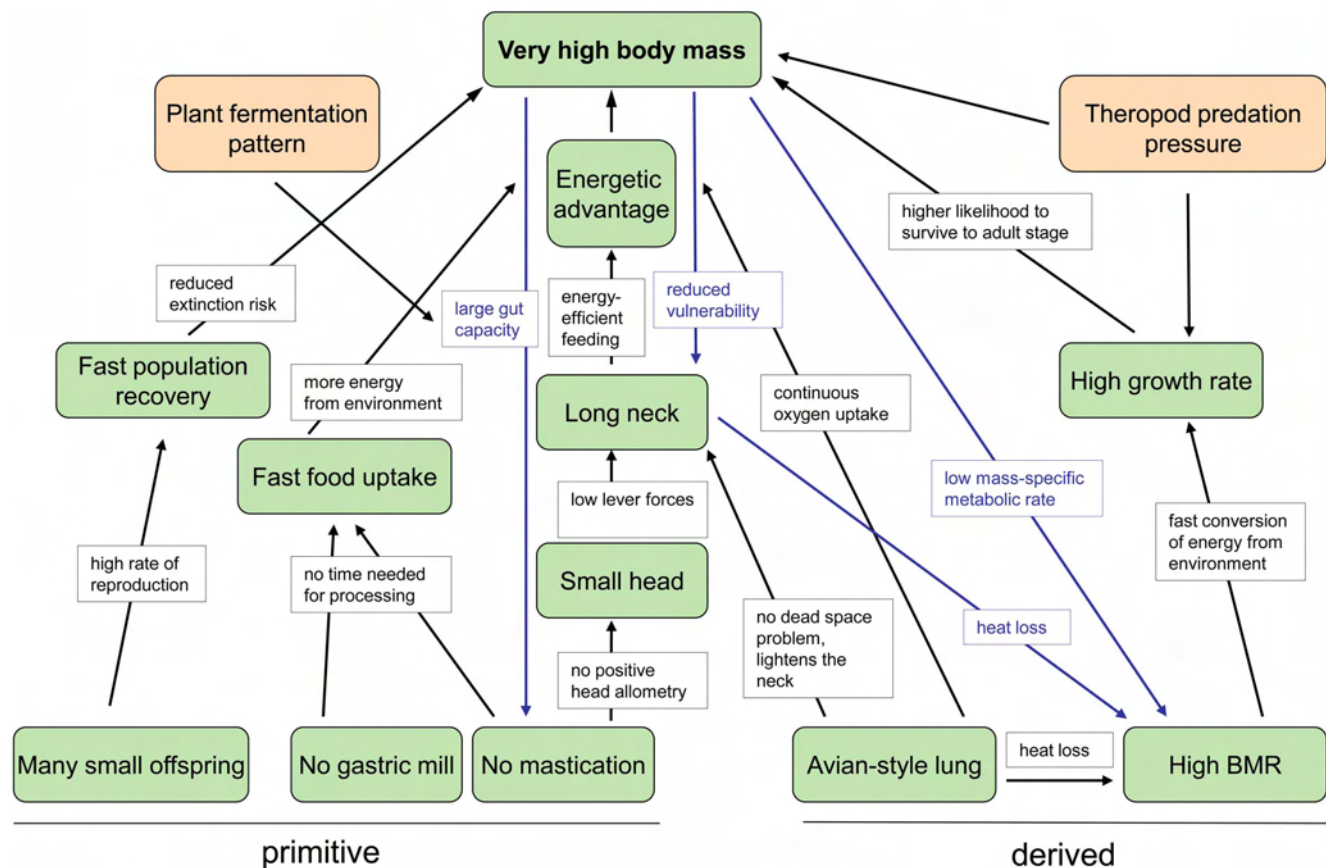 Very high body mass
Plant fermentation
pattern
Theropod predation
pressure
Energetic
advantage
higher likelihood to
survive to adult stage
reduced
extinction risk
large gut
capacity
energy-
efficient
feeding
reduced
vulnerability
Fast population
recovery
more energy
from environment
Long neck
continuous
oxygen uptake
High growth rate
Fast food uptake
low lever forces
low mass-specific
metabolic rate
high rate of
reproduction
no time needed
for processing
Small head
fast conversion
of energy from
environment
no dead space
problem,
lightens the
neck
heat loss
no positive
head allometry
Many small offspring
No gastric mill
No mastication
Avian-style lung
heat loss
High BMR
primitive
derived